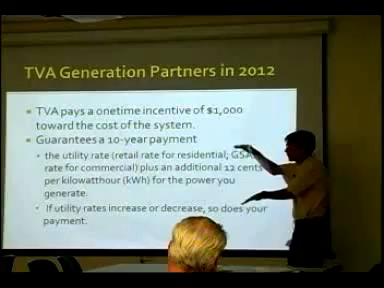 TVA Generation Partners in 2012
TVA pays a onetime incentive of $1,000
toward the cost of the system.
Guarantees a 10-year payment
the utility rate (retail rate for residential; GSA
rate for commercial) plus an additional 12 cents
per kilowatthour (kWh) for the power you
generate.
If utility rates increase or decrease, so does your
payment.